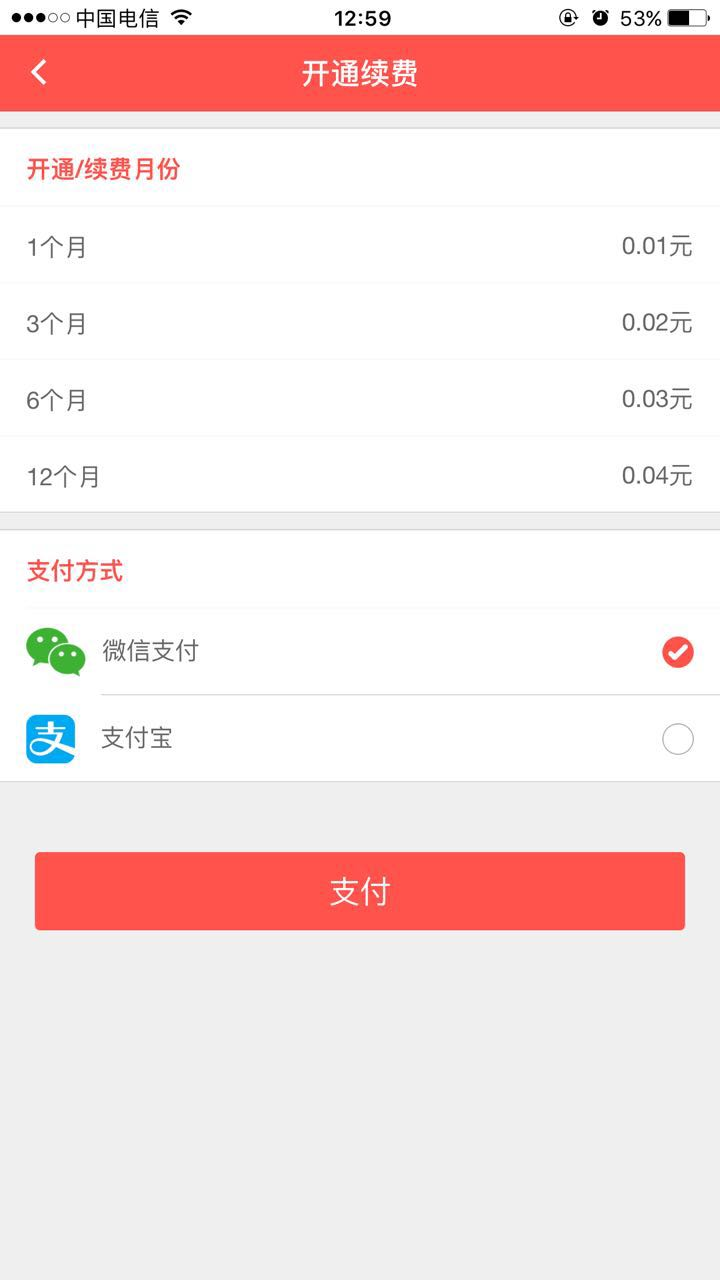 中国电信 12:59 53%
开通续费
开通/续费月份
1个月 0.01元
3个月 0.02元
6个月 0.03元
12个月 0.04元
支付方式
微信支付
支 支付宝
支付